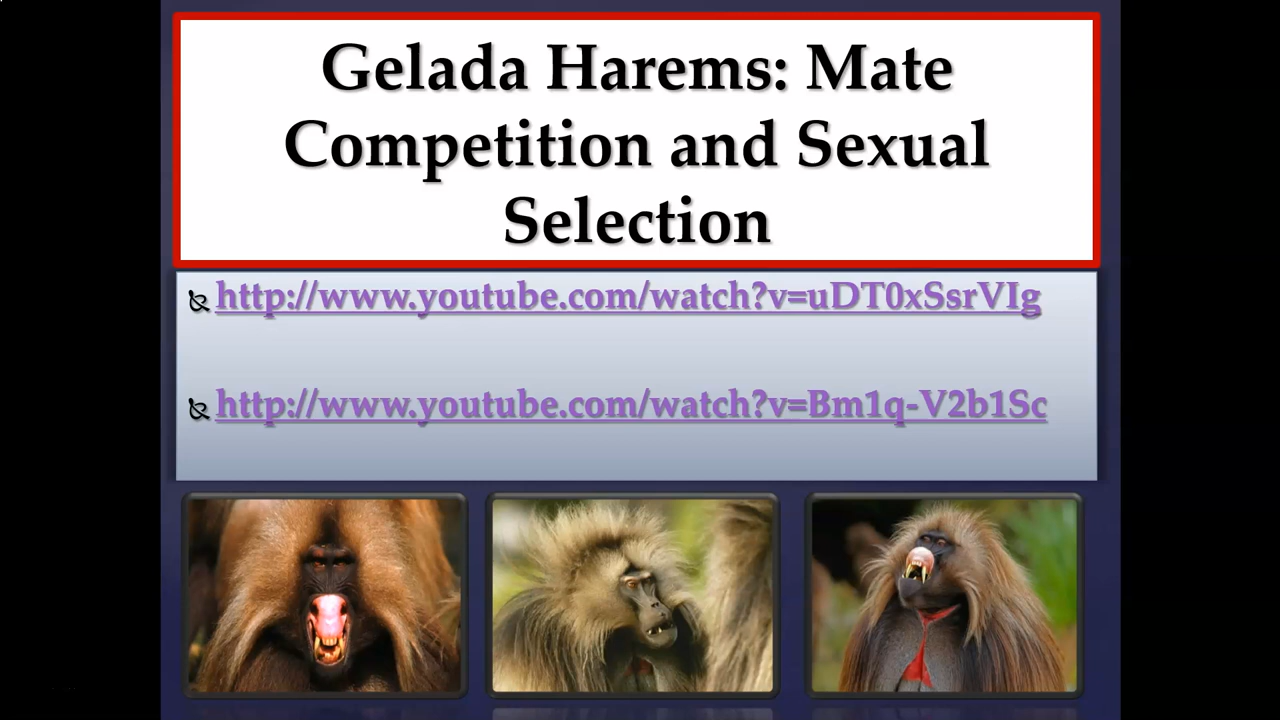 Gelada Harems: Mate
Competition and Sexual
Selection
http://www.youtube.com/watch?v=uDT0xSsrVIg
http://www.youtube.com/watch?v=Bm1q-V2b1Sc